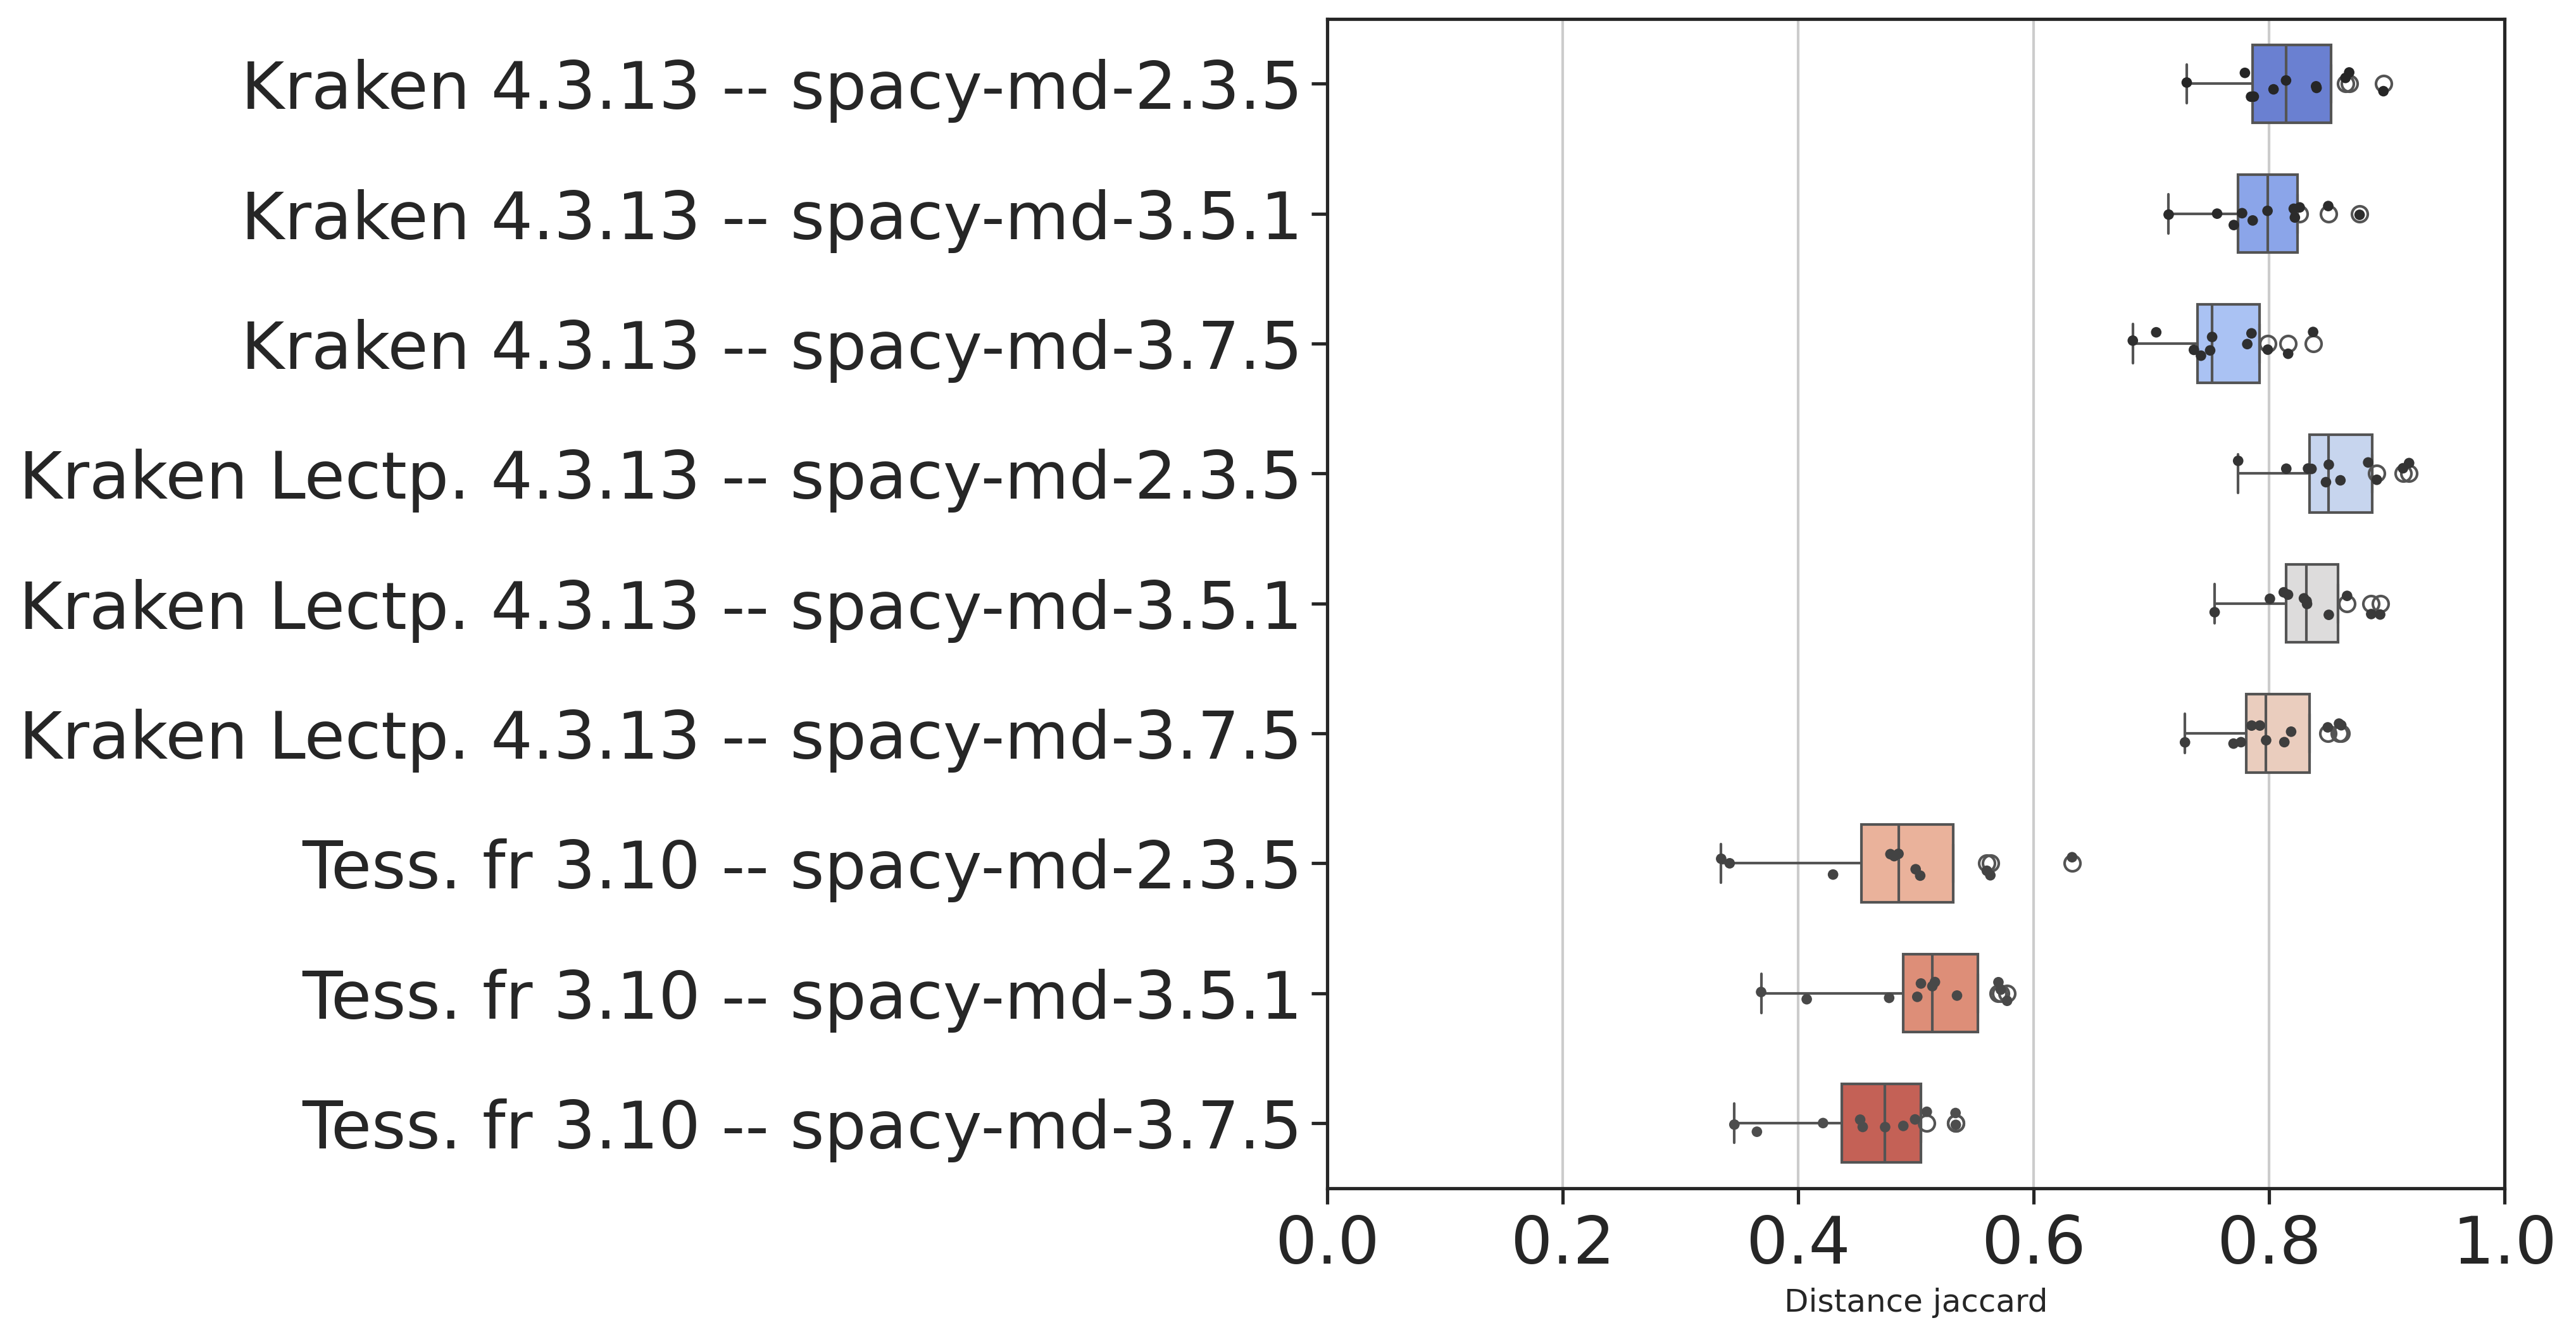 Kraken 4.3.13 -- spacy-md-2.3.5
Kraken 4.3.13 -- spacy-md-3.5.1
Kraken 4.3.13 -- spacy-md-3.7.5
Kraken Lectp. 4.3.13 -- spacy-md-2.3.5
Kraken Lectp. 4.3.13 -- spacy-md-3.5.1
Kraken Lectp. 4.3.13 -- spacy-md-3.7.5
Tess. fr 3.10 -- spacy-md-2.3.5
Tess. fr 3.10 -- spacy-md-3.5.1
Tess. fr 3.10 -- spacy-md-3.7.5
0.0 0.2 0.4 0.6 0.8 1.0
Distance jaccard